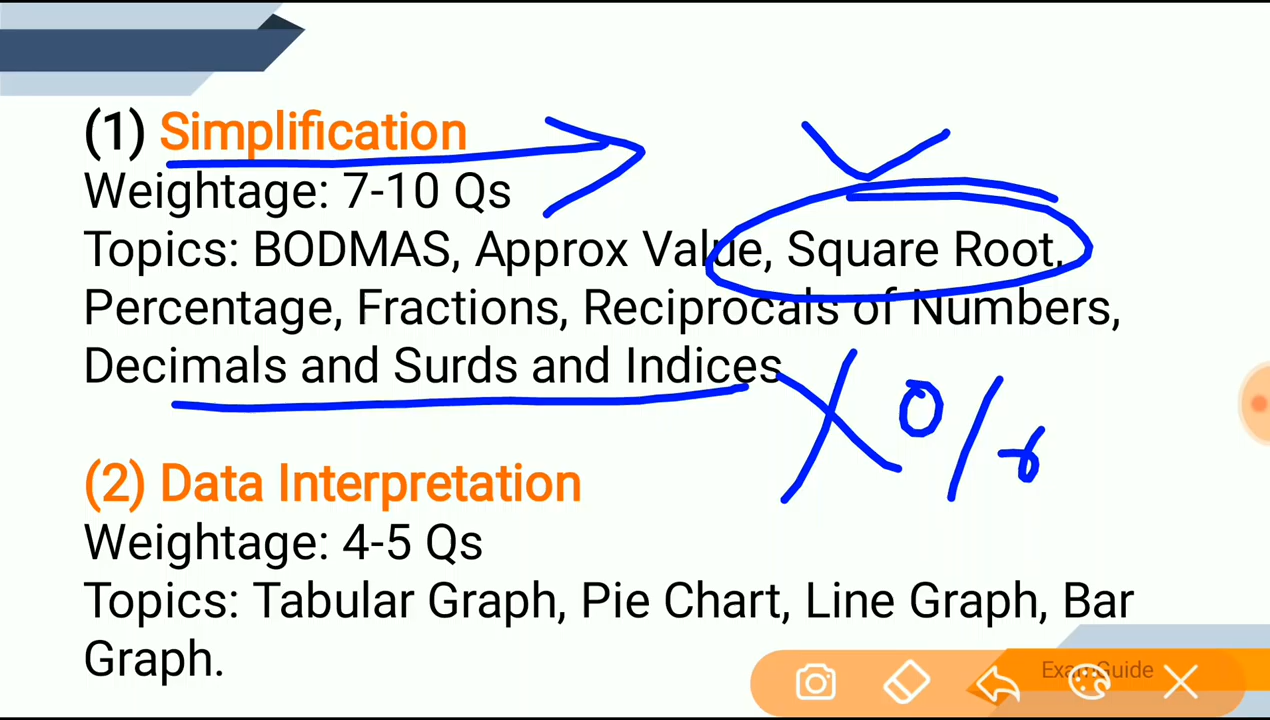 (1) Simplification
Weightage: 7-10 Qs
Topics: BODMAS, Approx Value, Square Root,
Percentage, Fractions, Reciprocals of Numbers,
Decimals and Surds and Indices
X %
(2) Data Interpretation
Weightage: 4-5 Qs
Topics: Tabular Graph, Pie Chart, Line Graph, Bar
Graph.
Exam Guide